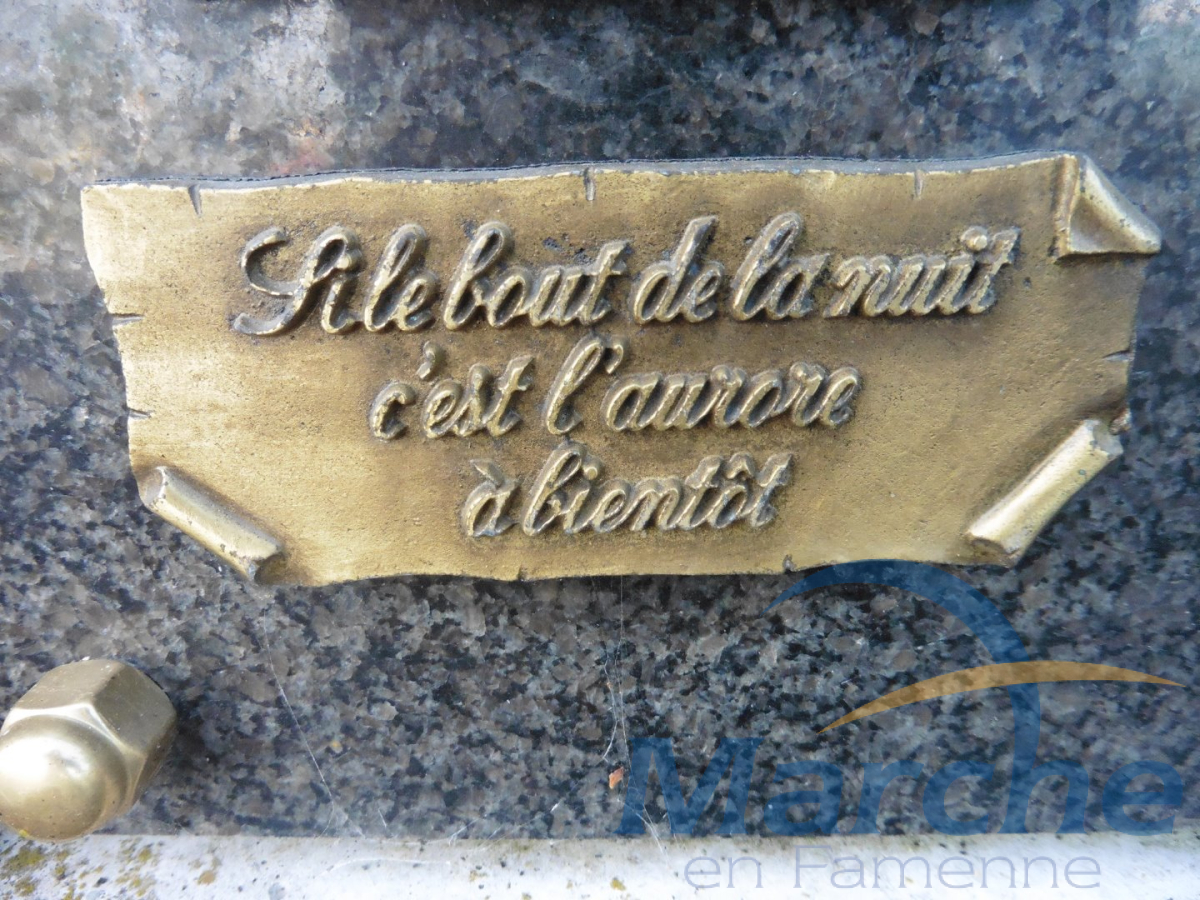 Si le bout de la nuit
c'est l'aurore
à bientôt
Marche
en Famenne